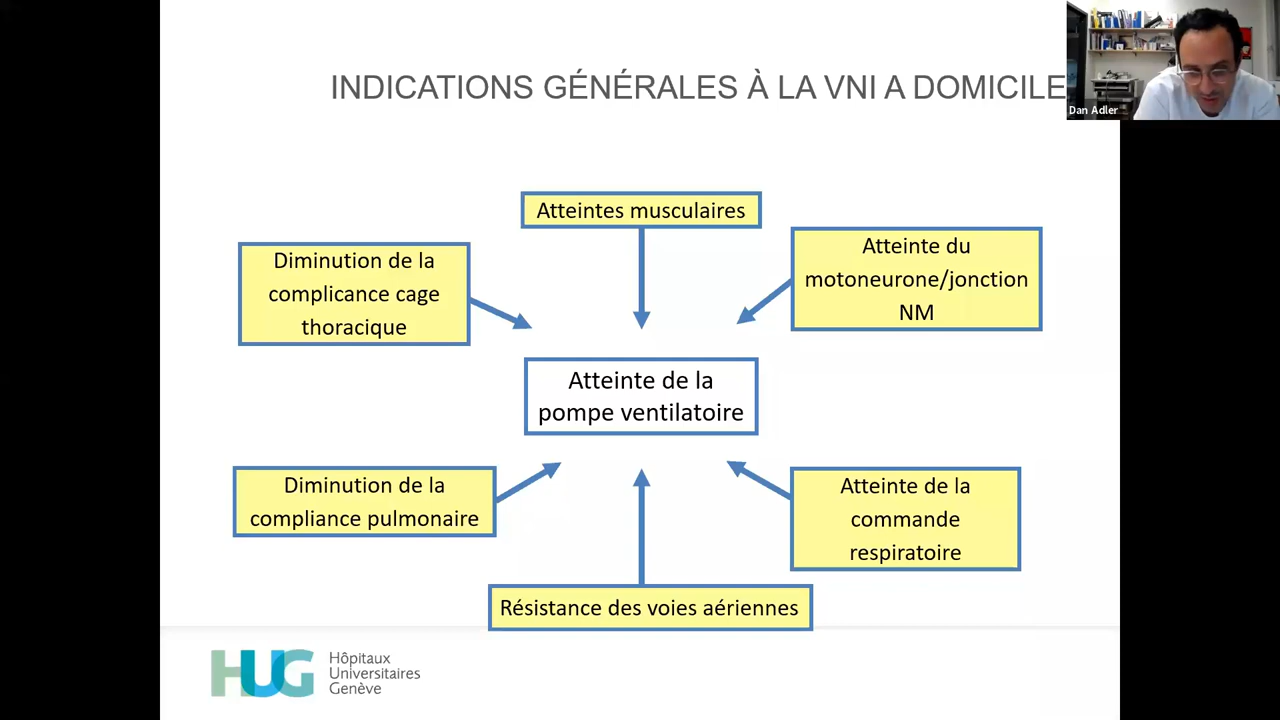 INDICATIONS GÉNÉRALES À LA VNI A DOMICILE
Dan Adler
Atteintes musculaires
Diminution de la
complicance cage
thoracique
Atteinte du
motoneurone/jonction
NM
Atteinte de la
pompe ventilatoire
Diminution de la
compliance pulmonaire
Atteinte de la
commande
respiratoire
Résistance des voies aériennes
HUG
Hôpitaux
Universitaires
Genève